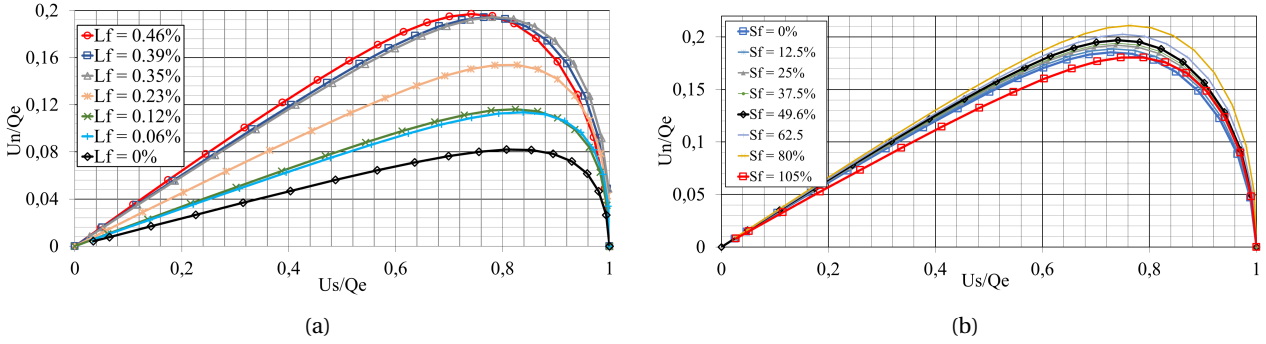 0,2
0,16
0,12
0,08
0,04
0
Un/Qe
Lf = 0.46%
Lf = 0.39%
Lf = 0.35%
Lf = 0.23%
Lf = 0.12%
Lf = 0.06%
Lf = 0%
0 0,2 0,4 0,6 0,8 1
Us/Qe
(a)
0,2
0,15
0,1
0,05
0
Un/Qe
Sf = 0%
Sf = 12.5%
Sf = 25%
Sf = 37.5%
Sf = 49.6%
Sf = 62.5
Sf = 80%
Sf = 105%
0 0,2 0,4 0,6 0,8 1
Us/Qe
(b)